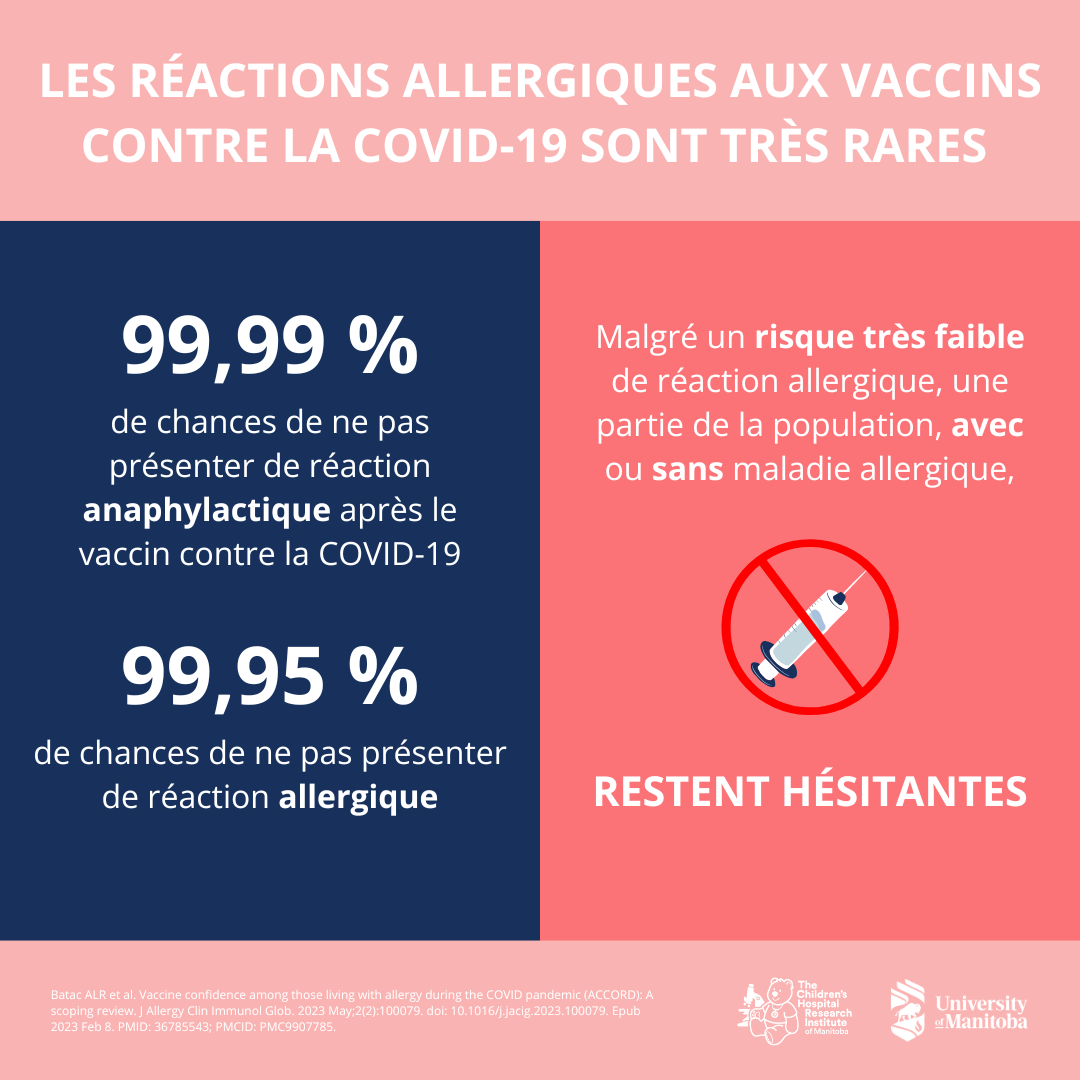 LES RÉACTIONS ALLERGIQUES AUX VACCINS
CONTRE LA COVID-19 SONT TRÈS RARES
99,99 %
de chances de ne pas
présenter de réaction
anaphylactique après le
vaccin contre la COVID-19
99,95 %
de chances de ne pas présenter
de réaction allergique
Malgré un risque très faible
de réaction allergique, une
partie de la population, avec
ou sans maladie allergique,
RESTENT HÉSITANTES
Batac ALR et al. Vaccine confidence among those living with allergy during the COVID pandemic (ACCORD): A
scoping review. J Allergy Clin Immunol Glob. 2023 May;2(2):100079. doi: 10.1016/j.jacig.2023.100079. Epub
2023 Feb 8. PMID: 36785543; PMCID: PMC9907785.
The
Children's
Hospital
Research
Institute
of Manitoba
University
of Manitoba